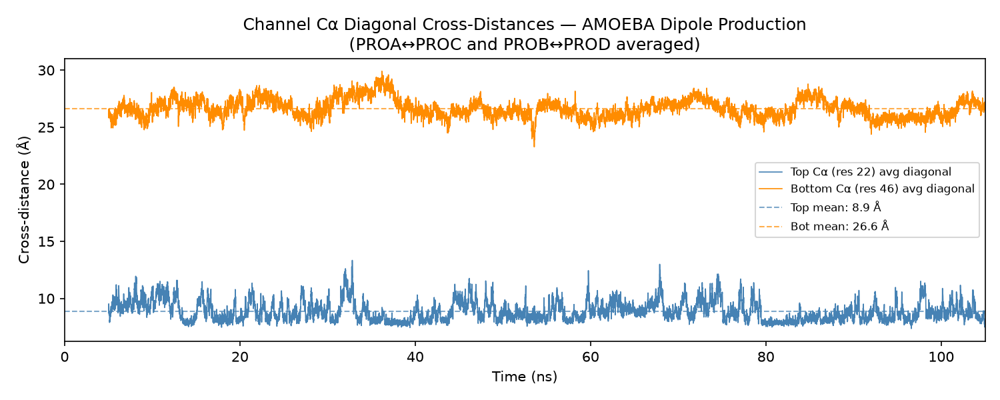 Channel Cα Diagonal Cross-Distances — AMOEBA Dipole Production
(PROA↔PROC and PROB↔PROD averaged)
Cross-distance (Å)
30
25
20
15
10
Top Cα (res 22) avg diagonal
Bottom Cα (res 46) avg diagonal
Top mean: 8.9 Å
Bot mean: 26.6 Å
0
20
40
60
80
100
Time (ns)